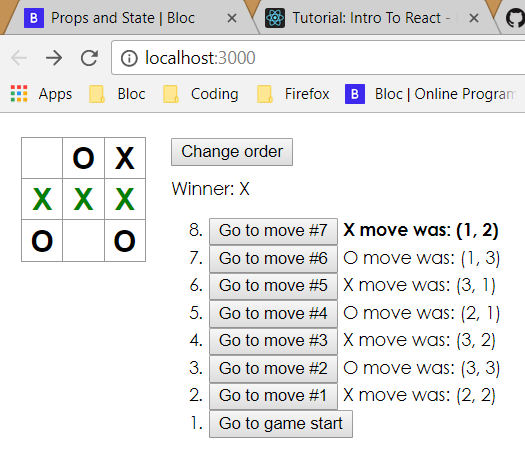 B Props and State | Bloc
Tutorial: Intro To React -
localhost:3000
Apps Bloc Coding Firefox B Bloc | Online Program
O X
X X X
O O
Change order
Winner: X
8. Go to move #7 X move was: (1, 2)
7. Go to move #6 O move was: (1, 3)
6. Go to move #5 X move was: (3, 1)
5. Go to move #4 O move was: (2, 1)
4. Go to move #3 X move was: (3, 2)
3. Go to move #2 O move was: (3, 3)
2. Go to move #1 X move was: (2, 2)
1. Go to game start